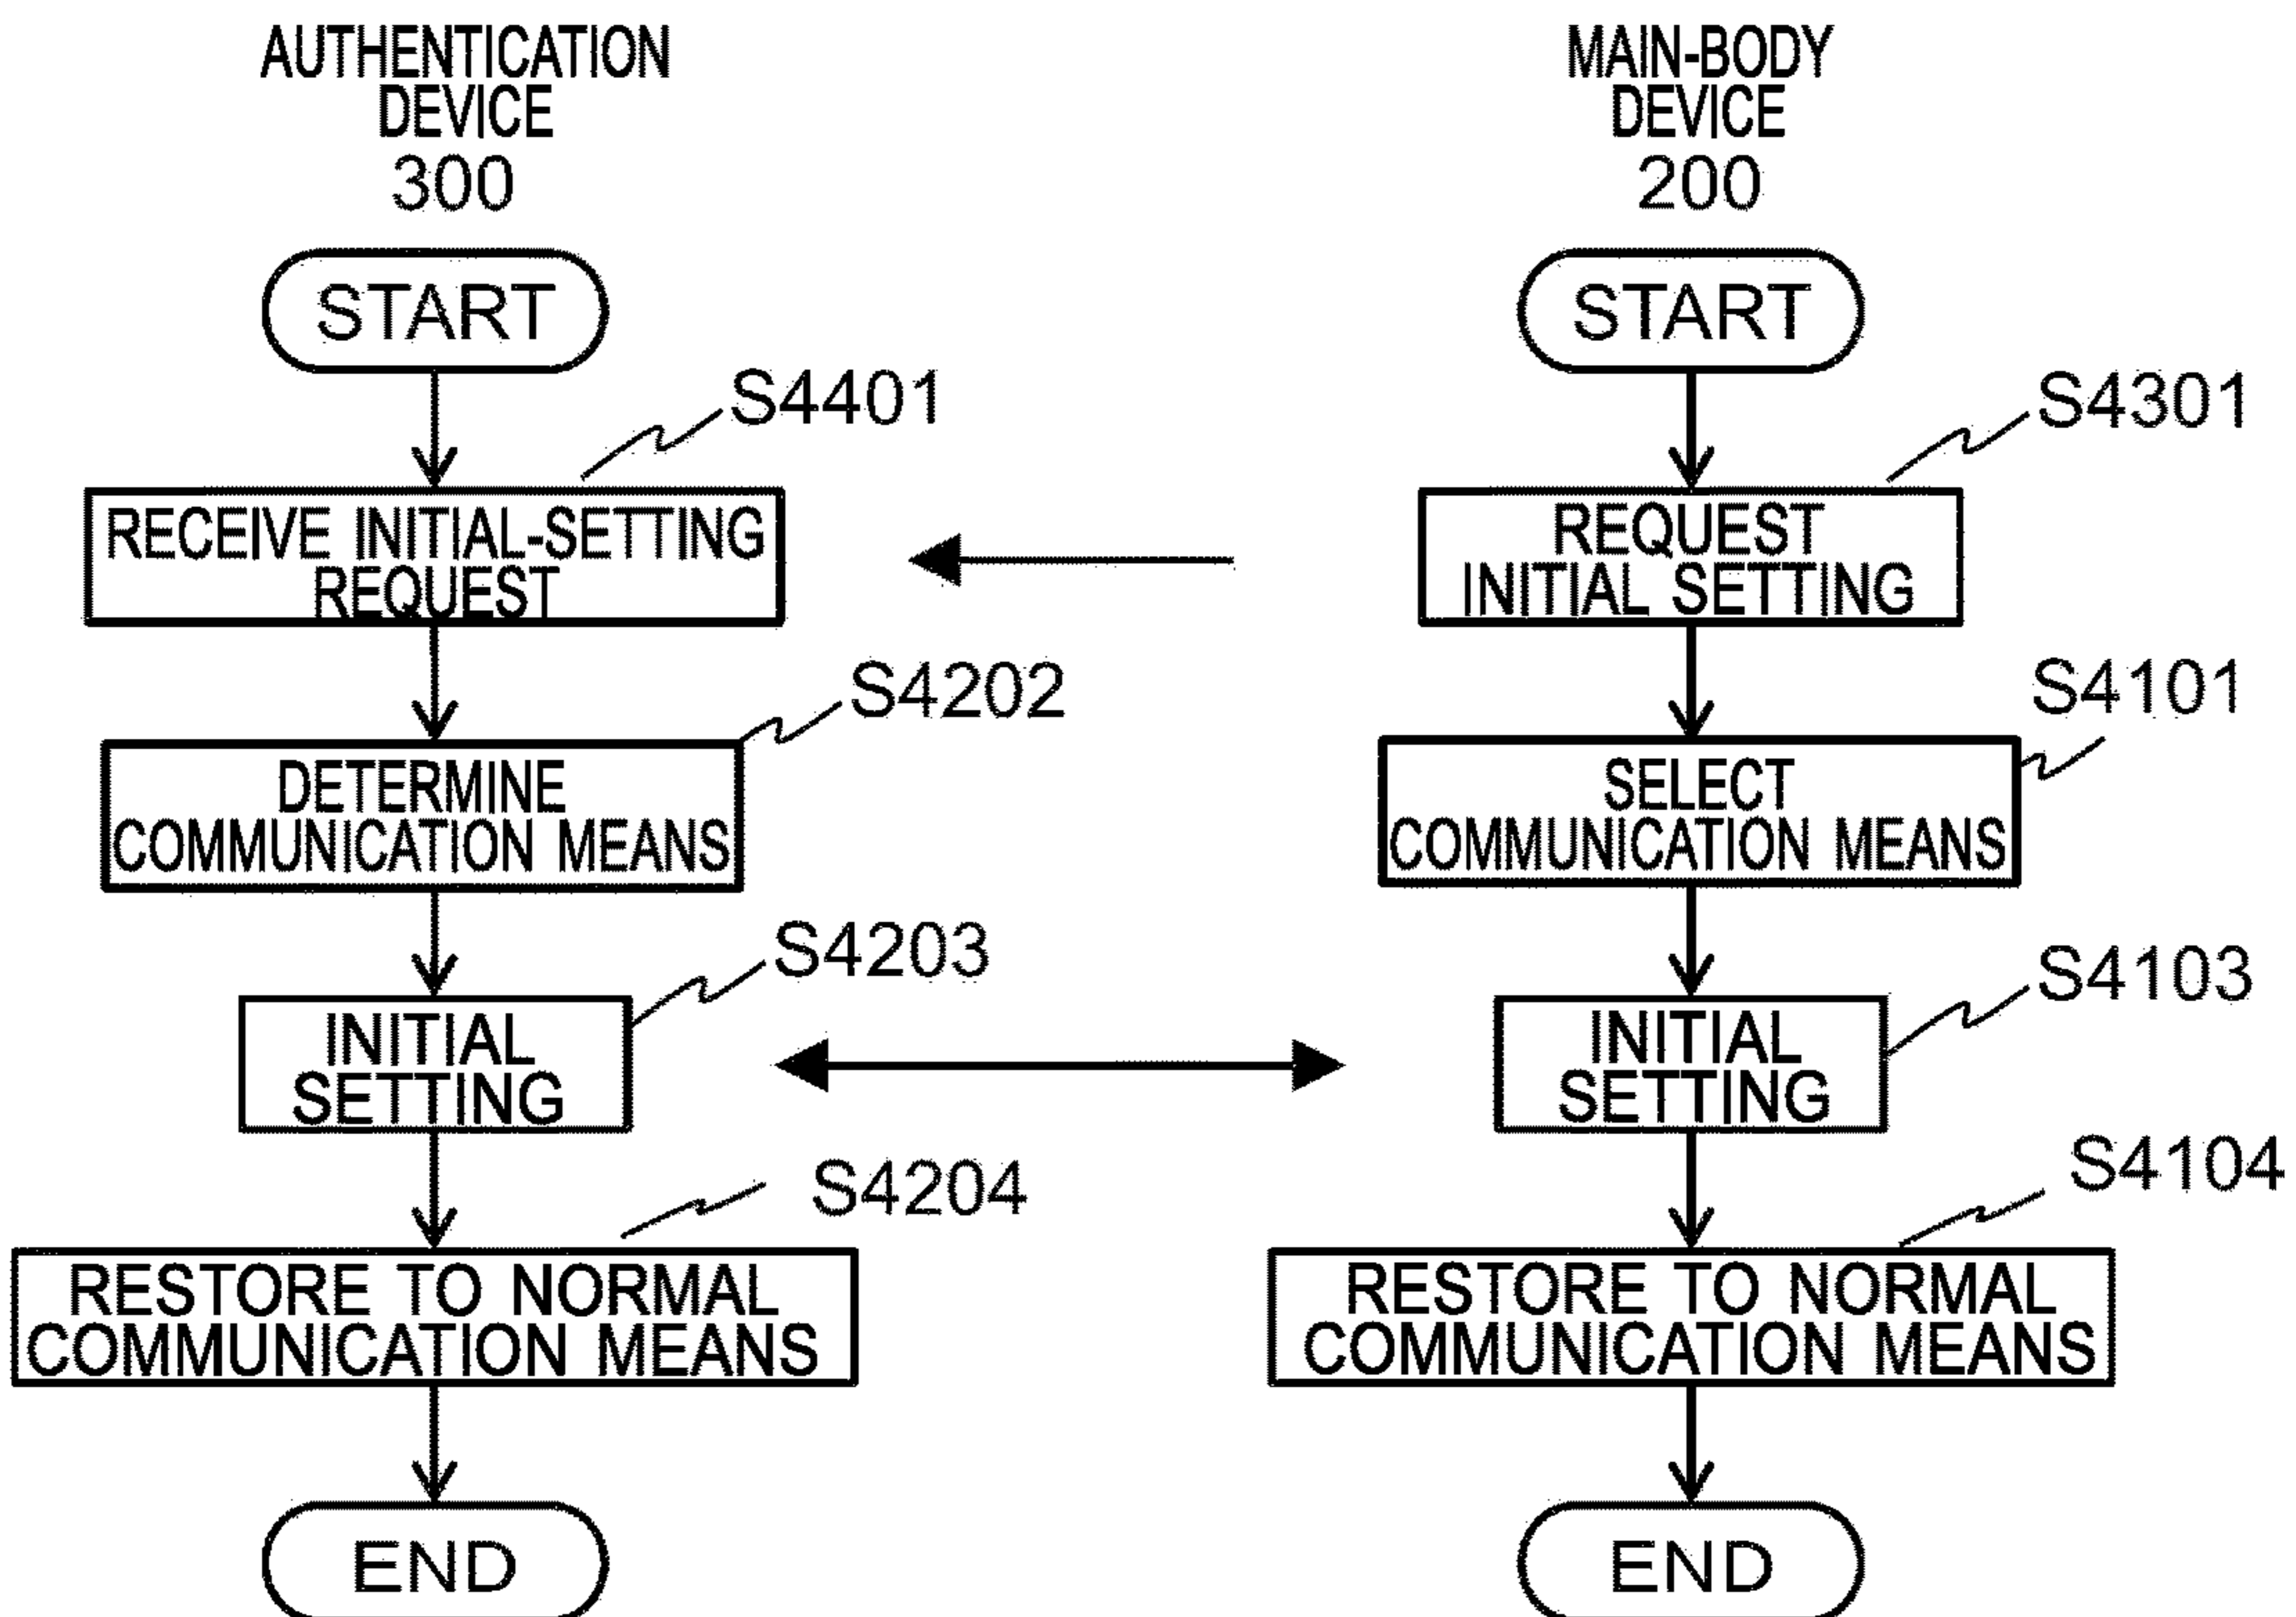 AUTHENTICATION
DEVICE
300
START
S4401
RECEIVE INITIAL-SETTING
REQUEST
S4202
DETERMINE
COMMUNICATION MEANS
S4203
INITIAL
SETTING
S4204
RESTORE TO NORMAL
COMMUNICATION MEANS
END
MAIN-BODY
DEVICE
200
START
S4301
REQUEST
INITIAL SETTING
S4101
SELECT
COMMUNICATION MEANS
S4103
INITIAL
SETTING
S4104
RESTORE TO NORMAL
COMMUNICATION MEANS
END